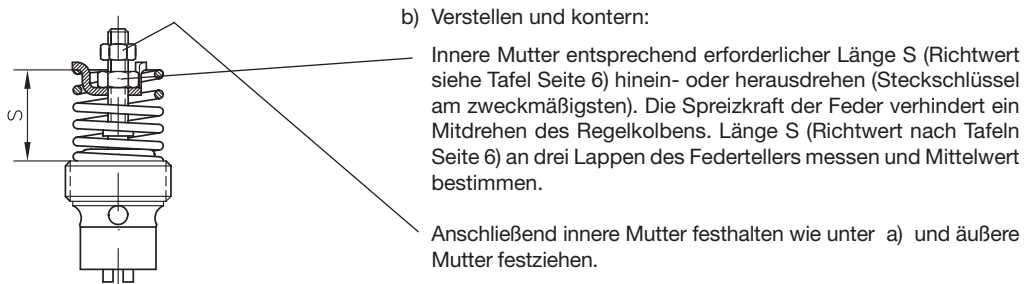 b) Verstellen und kontern:
Innere Mutter entsprechend erforderlicher Länge S (Richtwert
siehe Tafel Seite 6) hinein- oder herausdrehen (Steckschlüssel
am zweckmäßigsten). Die Spreizkraft der Feder verhindert ein
Mitdrehen des Regelkolbens. Länge S (Richtwert nach Tafeln
Seite 6) an drei Lappen des Federtellers messen und Mittelwert
bestimmen.
S
Anschließend innere Mutter festhalten wie unter a) und äußere
Mutter festziehen.